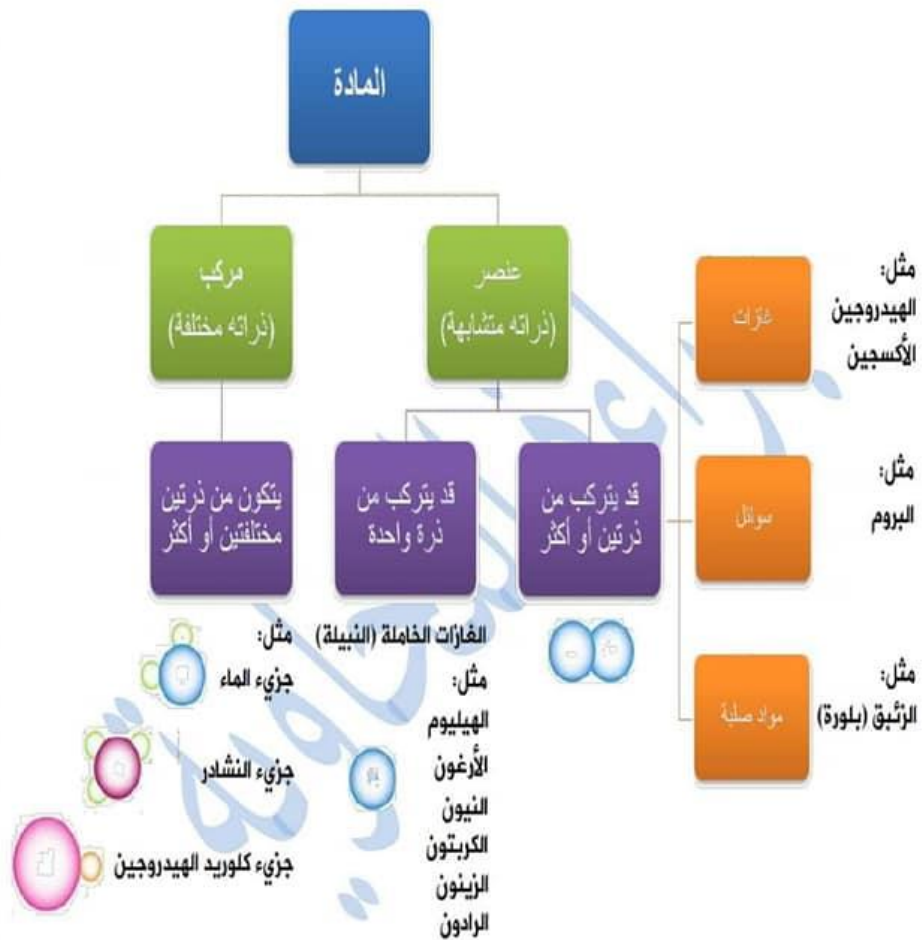 المادة
عنصر
(ذراته متشابهة)
مركب
(ذراته مختلفة)
قد يتركب من
ذرتين أو أكثر
قد يتركب من
ذرة واحدة
يتكون من ذرتين
مختلفتين أو أكثر
غازات
مثل:
الهيدروجين
الأكسجين
سوائل
مثل:
البروم
مواد صلبة
مثل:
الزئبق (بلورة)
الغازات الخاملة (النبيلة)
مثل:
الهيليوم
الأرغون
النيون
الكربتون
الزينون
الرادون
مثل:
جزيء الماء
جزيء النشادر
جزيء كلوريد الهيدروجين